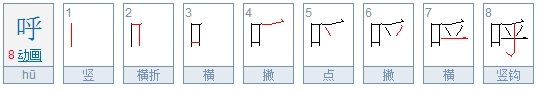 呼 1 2 3 4 5 6 7 8
8 动画
hū 竖 横折 横 撇 点 撇 横 竖钩